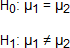 H₀: μ₁ = μ₂
H₁: μ₁ ≠ μ₂